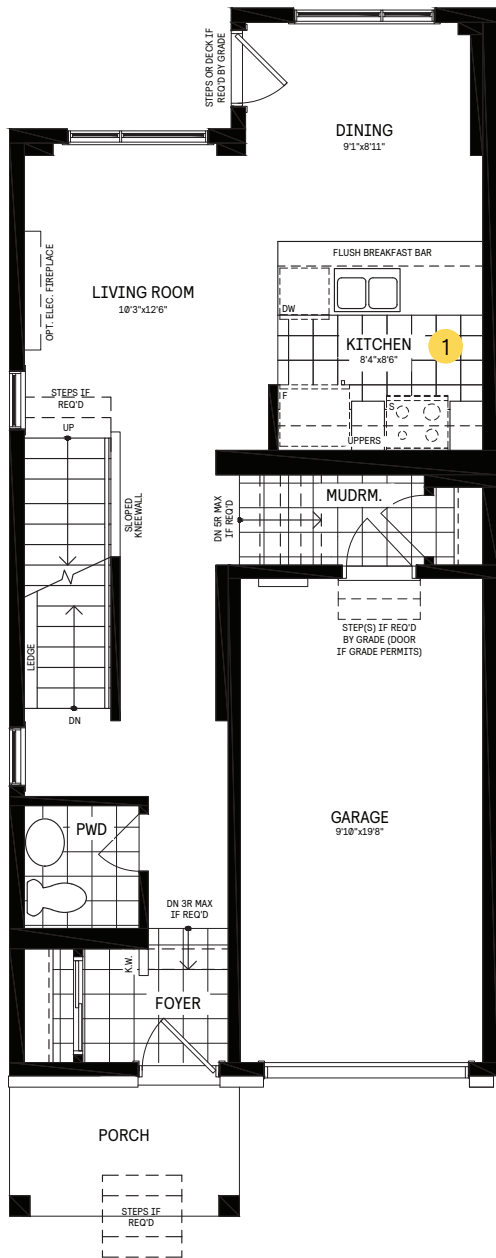 STEPS OR DECK IF
REQ'D BY GRADE
DINING
9'1"x8'11"
FLUSH BREAKFAST BAR
OPT. ELEC. FIREPLACE
LIVING ROOM
10'3"x12'6"
DW
KITCHEN
8'4"x8'6"
1
STEPS IF
REQ'D
F
S
UP
UPPERS
SLOPED
KNEEWALL
DN 5R MAX
IF REQ'D
MUDRM.
STEP(S) IF REQ'D
BY GRADE (DOOR
IF GRADE PERMITS)
LEDGE
DN
GARAGE
9'10"x19'8"
PWD
DN 3R MAX
IF REQ'D
K.W.
FOYER
PORCH
STEPS IF
REQ'D